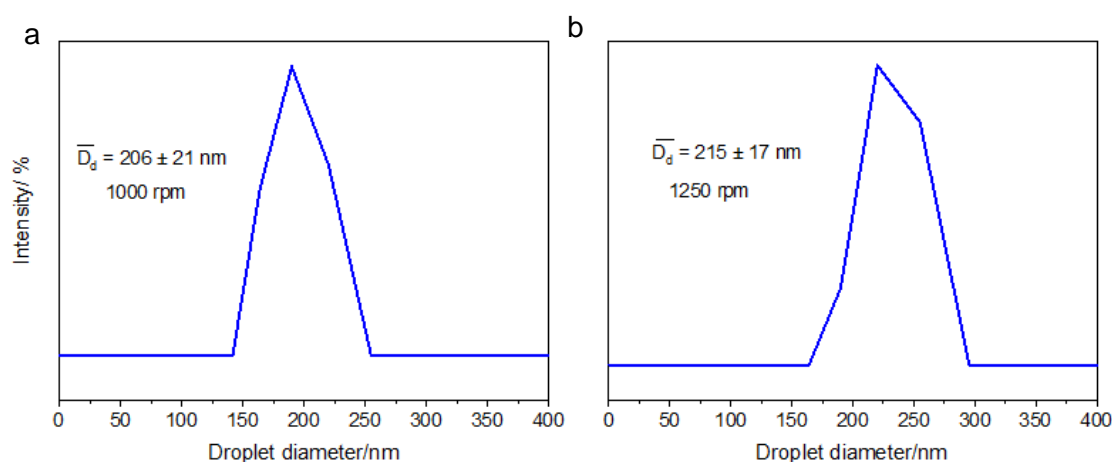 a
D̅d = 206 ± 21 nm
1000 rpm
Intensity/ %
0 50 100 150 200 250 300 350 400
Droplet diameter/nm
b
D̅d = 215 ± 17 nm
1250 rpm
0 50 100 150 200 250 300 350 400
Droplet diameter/nm